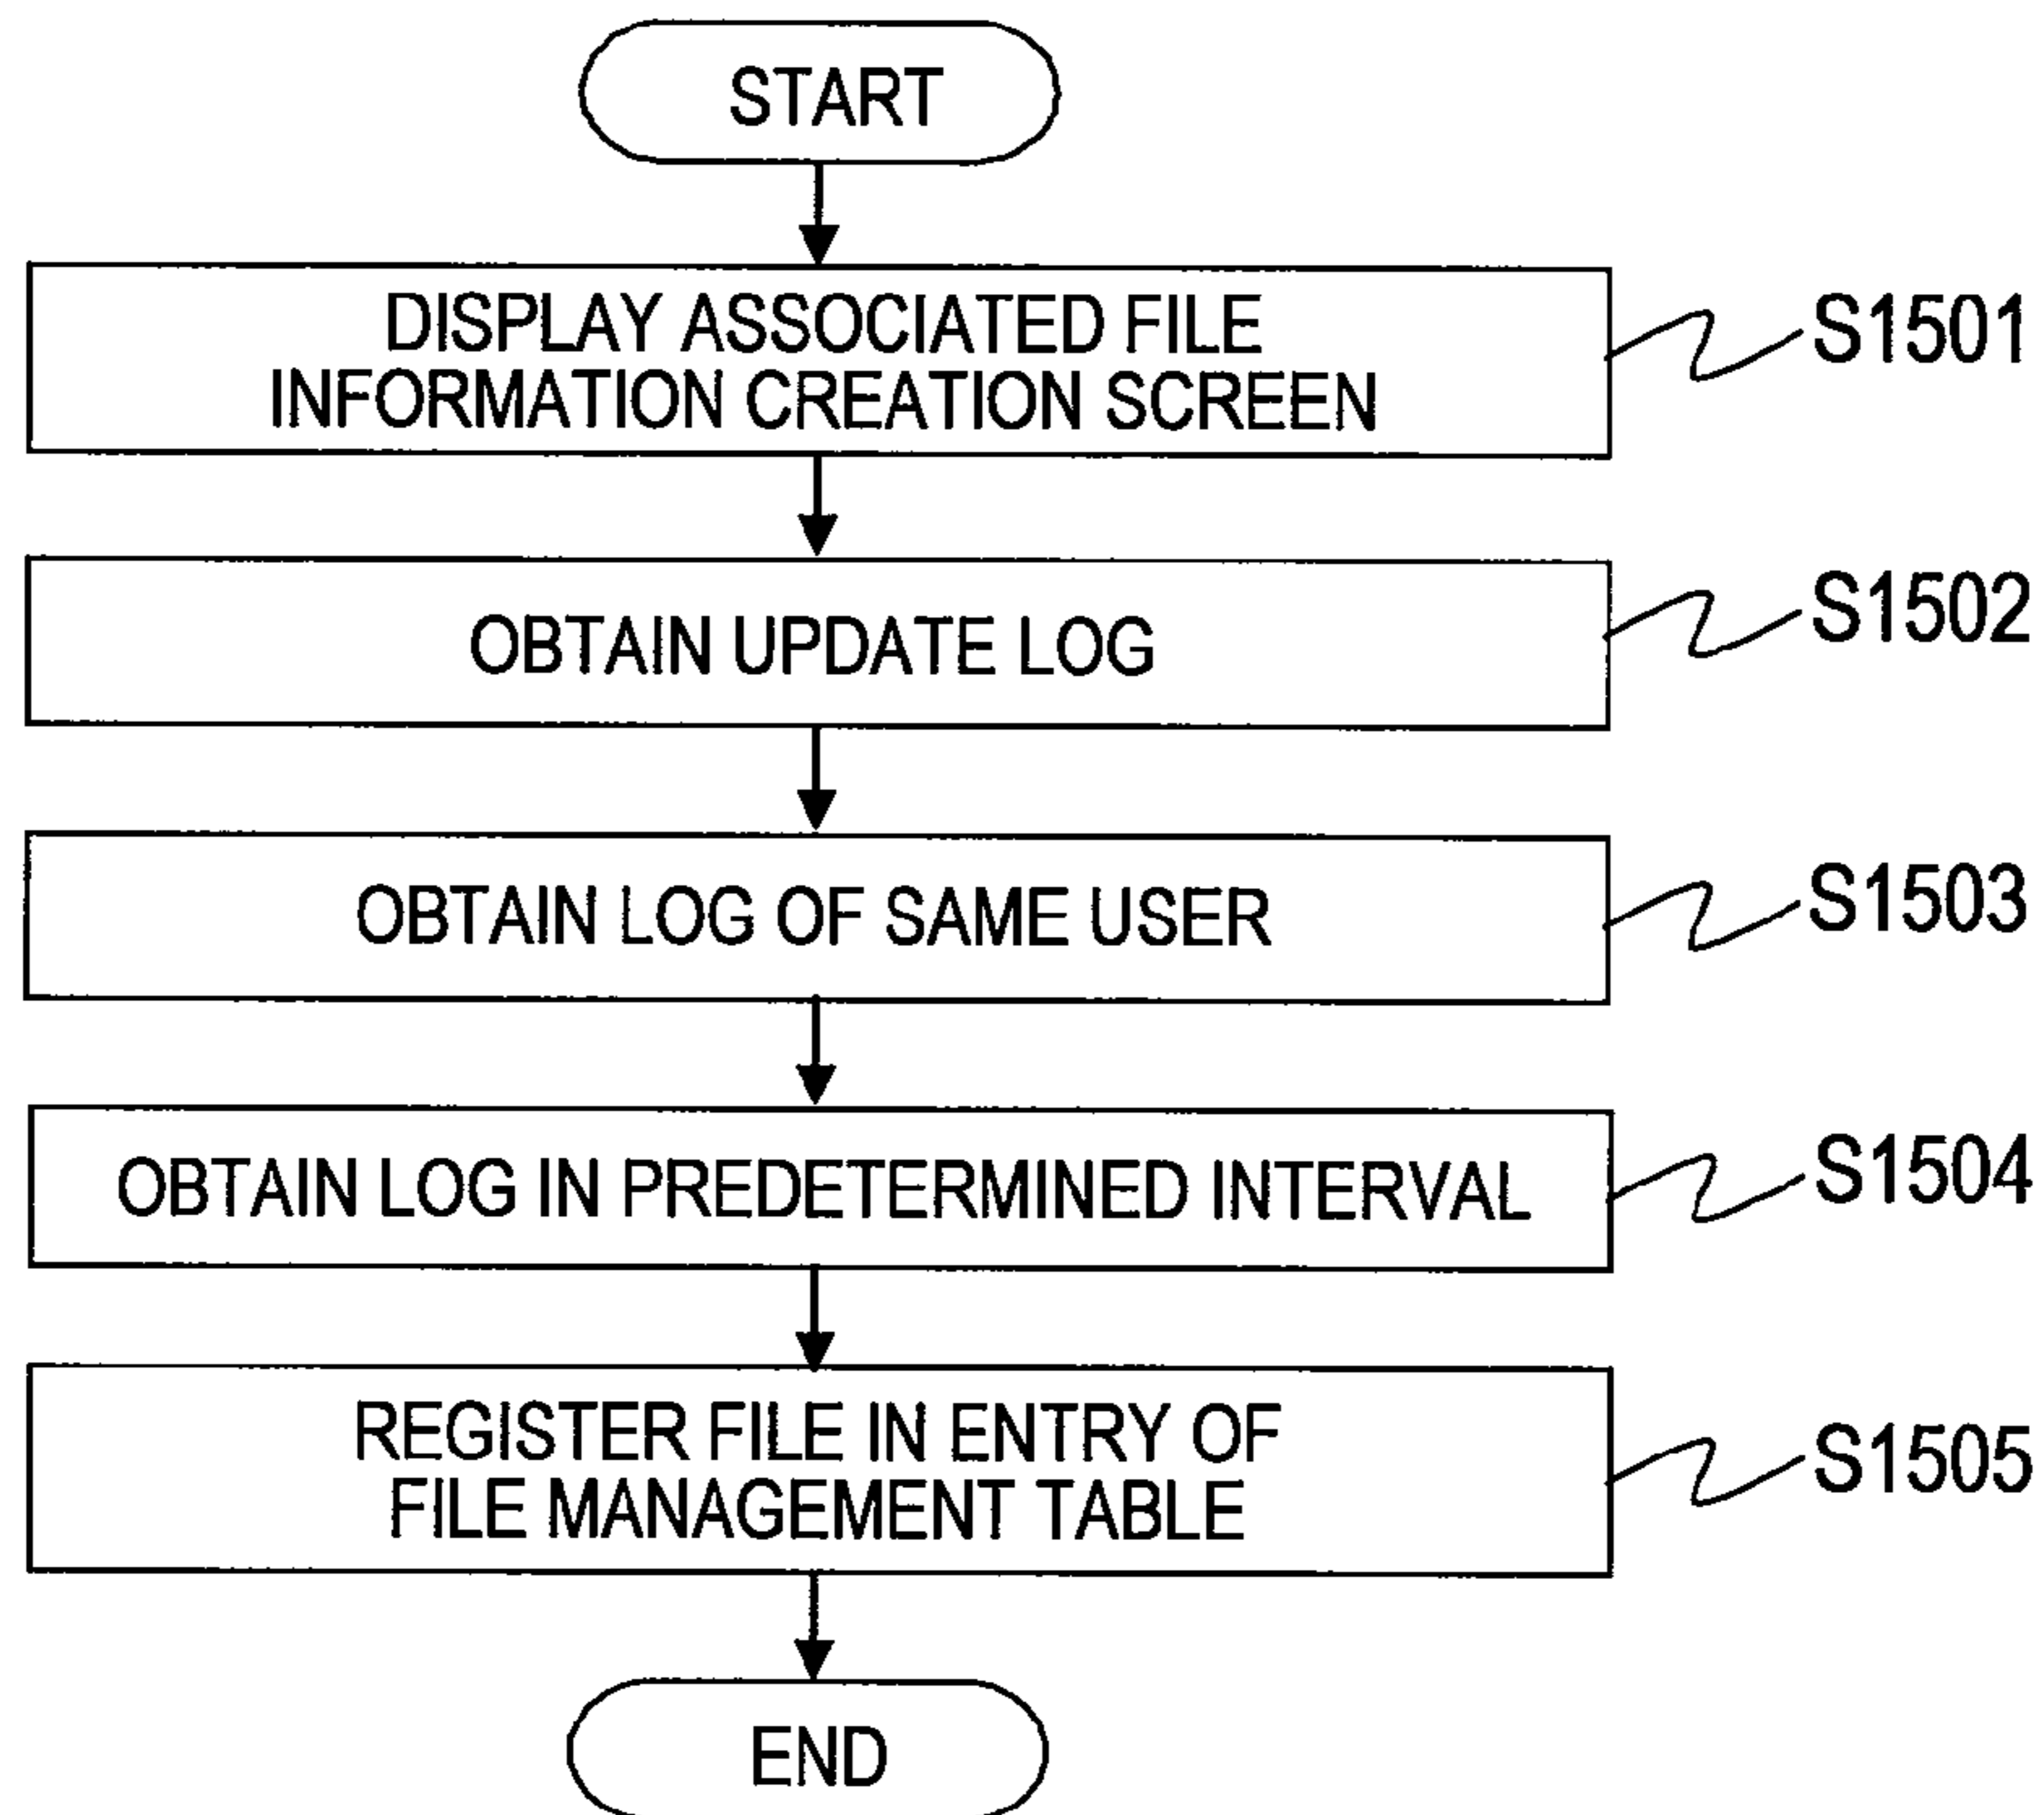 START
DISPLAY ASSOCIATED FILE
INFORMATION CREATION SCREEN
S1501
OBTAIN UPDATE LOG
S1502
OBTAIN LOG OF SAME USER
S1503
OBTAIN LOG IN PREDETERMINED INTERVAL
S1504
REGISTER FILE IN ENTRY OF
FILE MANAGEMENT TABLE
S1505
END